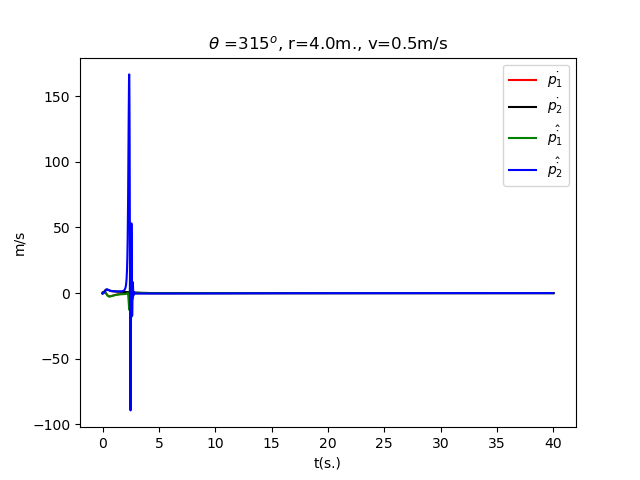 θ =315°, r=4.0m., v=0.5m/s
150
100
50
0
−50
−100
m/s
0 5 10 15 20 25 30 35 40
t(s.)
ṗ₁
ṗ₂
p̂̇₁
p̂̇₂